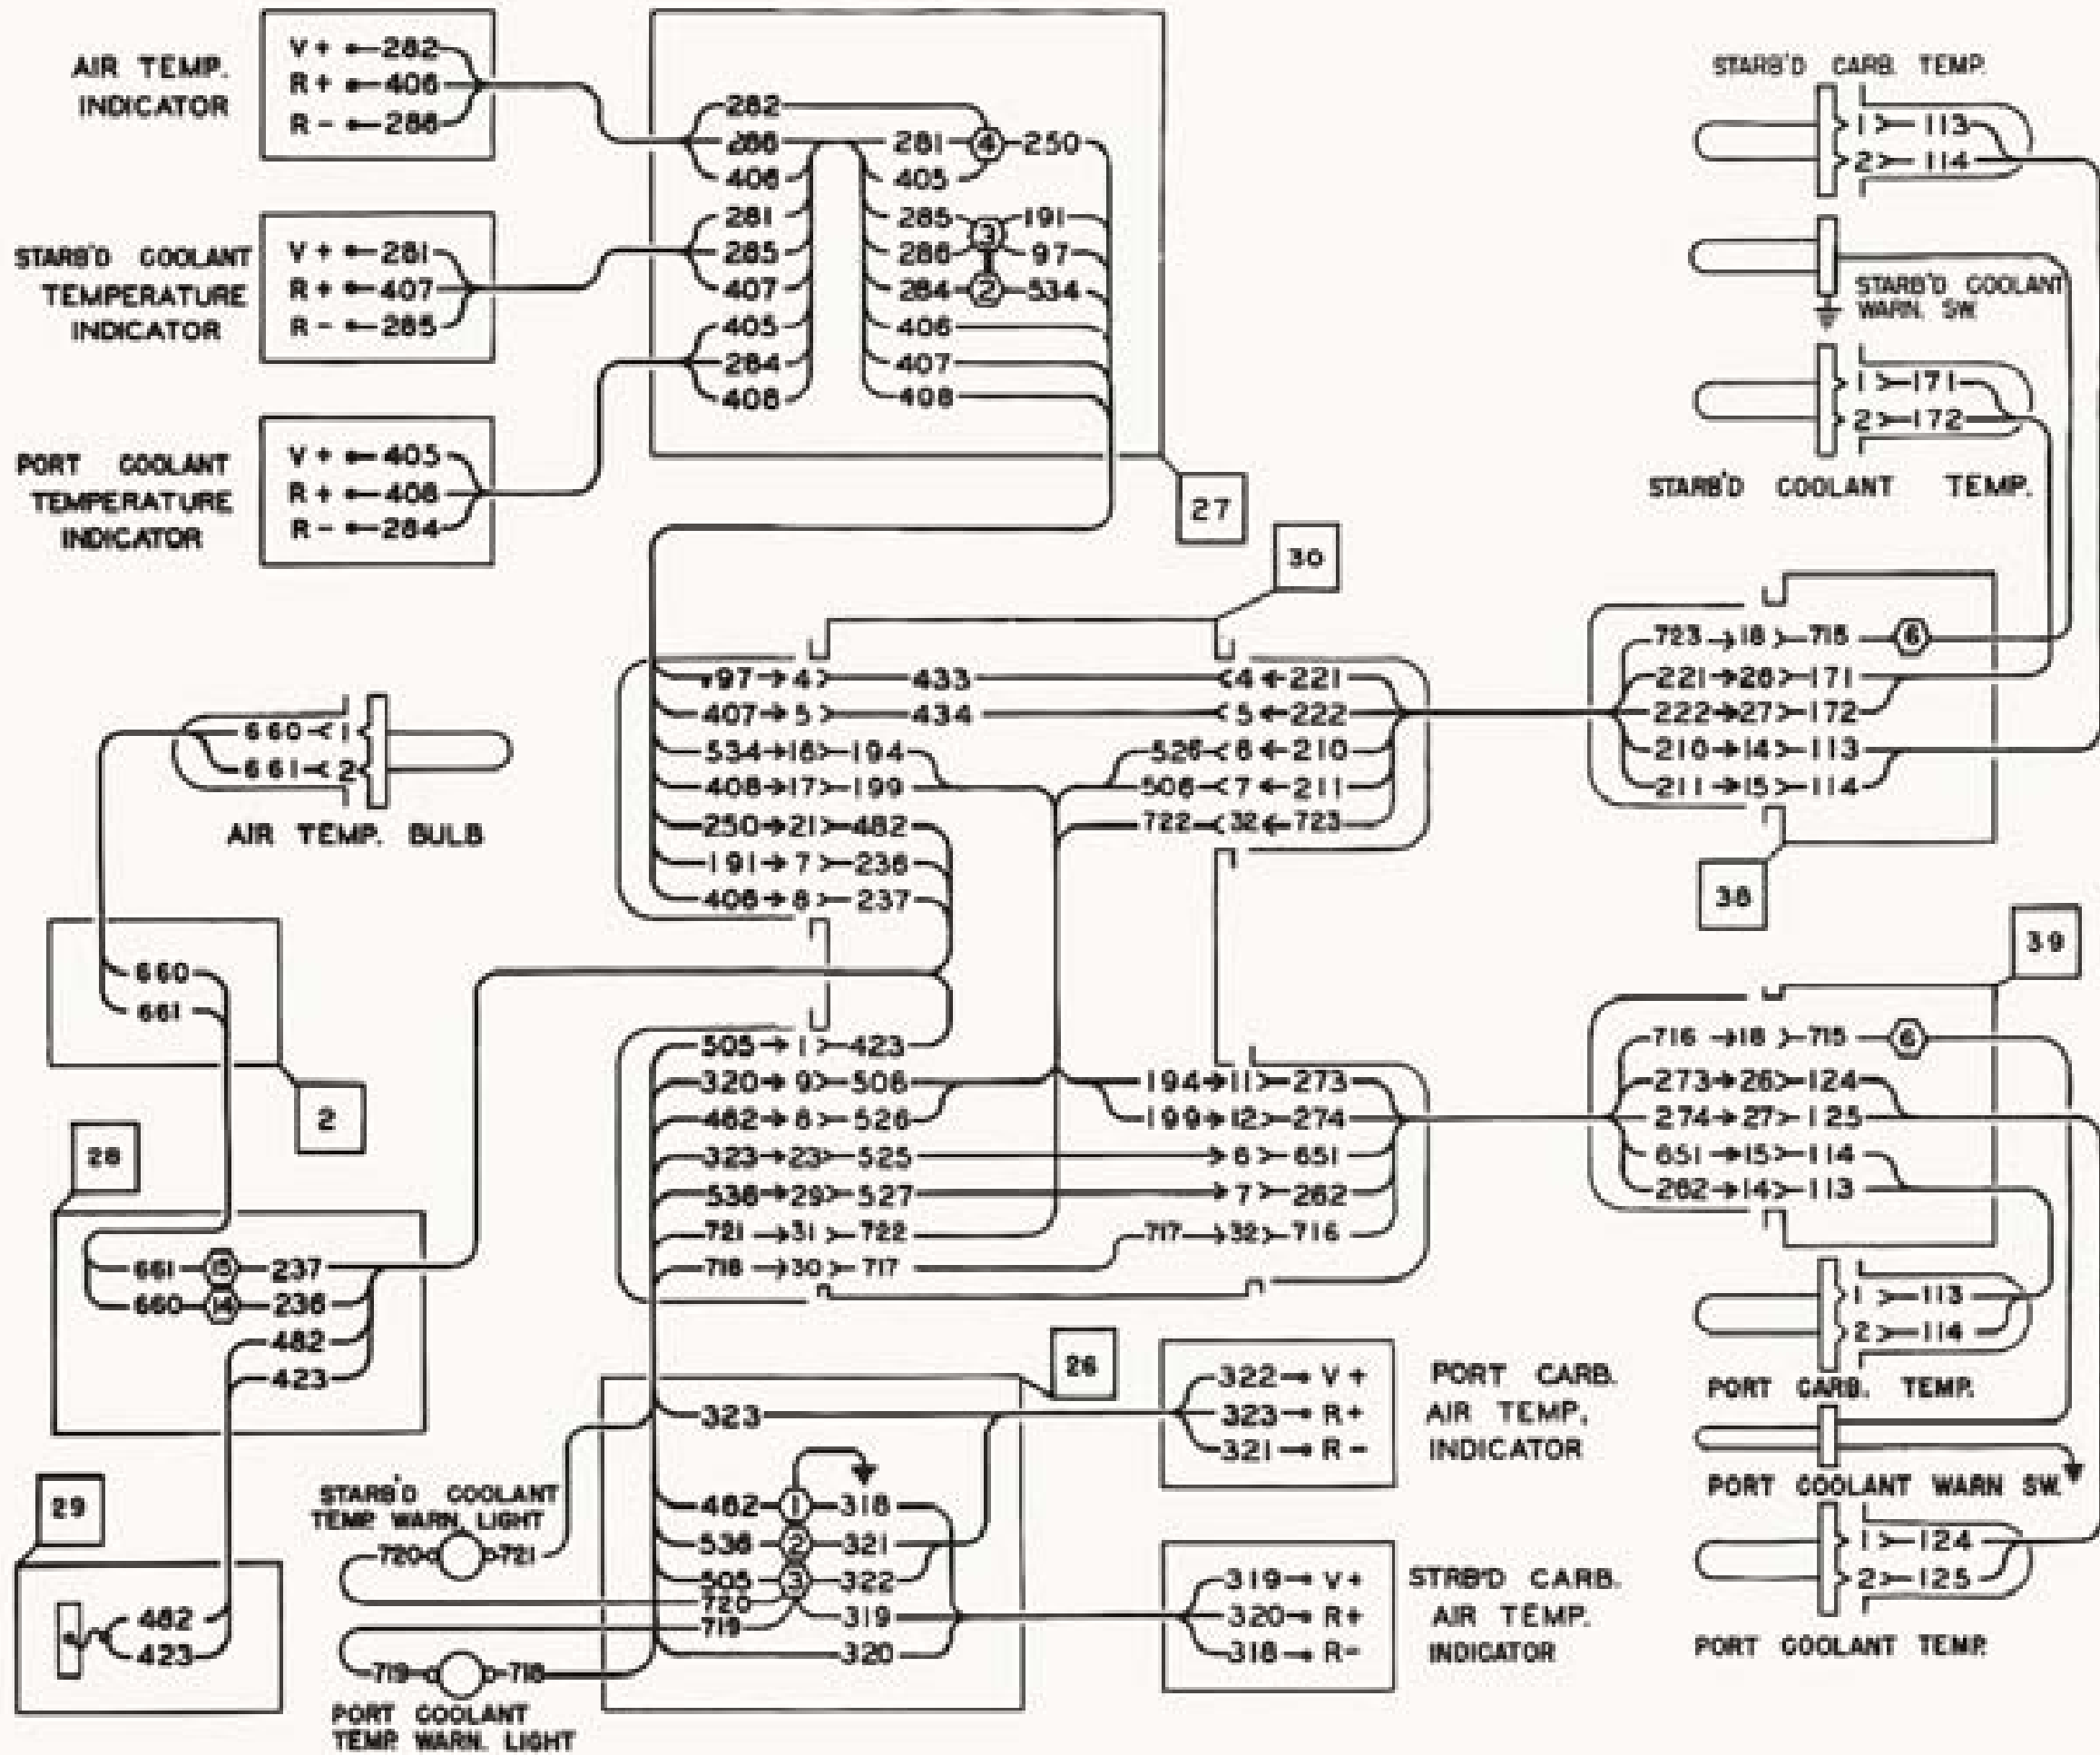 AIR TEMP.
INDICATOR
V + 282
R + 406
R - 286
STARB'D COOLANT
TEMPERATURE
INDICATOR
V + 281
R + 407
R - 285
PORT COOLANT
TEMPERATURE
INDICATOR
V + 405
R + 408
R - 284
282
286 281 4 250
406 405
281 285 3 191
285 286 97
407 284 2 534
405 406
284 407
408 408
27
30
STARB'D CARB. TEMP.
1 113
2 114
STARB'D COOLANT
WARN. SW.
1 171
2 172
STARB'D COOLANT TEMP.
97 4 433 4 221
407 5 434 5 222
534 16 194 526 6 210
408 17 199 506 7 211
250 21 482 722 32 723
191 7 236
406 8 237
723 18 715 6
221 26 171
222 27 172
210 14 113
211 15 114
38
660 1
661 2
AIR TEMP. BULB
660
661
2
28
661 15 237
660 14 236
482
423
29
482
423
505 1 423
320 9 506 194 11 273
482 8 526 199 12 274
323 23 525 6 651
536 29 527 7 262
721 31 722 717 32 716
718 30 717
39
716 18 715 6
273 26 124
274 27 125
651 15 114
262 14 113
1 113
2 114
PORT CARB. TEMP.
PORT COOLANT WARN SW.
1 124
2 125
PORT COOLANT TEMP.
26
323
482 1 318
536 2 321
505 3 322
720
719 319
320
STARB'D COOLANT
TEMP. WARN. LIGHT
720 721
719 718
PORT COOLANT
TEMP. WARN. LIGHT
322 V +
323 R +
321 R -
PORT CARB.
AIR TEMP.
INDICATOR
319 V +
320 R +
318 R -
STRB'D CARB.
AIR TEMP.
INDICATOR